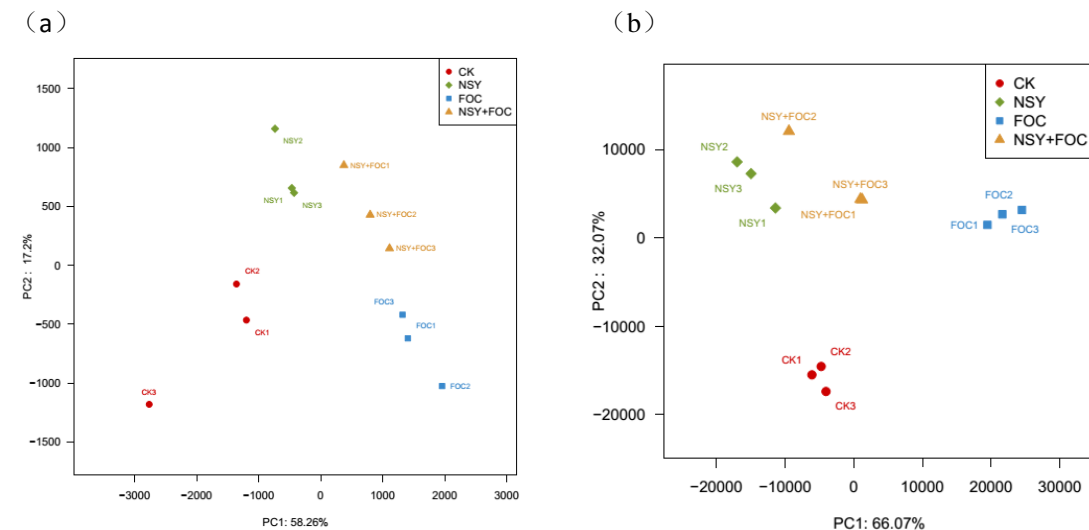 (a)
CK
NSY
FOC
NSY+FOC
1500
1000
500
0
−500
−1000
−1500
PC2 : 17.2%
NSY2
NSY+FOC1
NSY1
NSY3
NSY+FOC2
NSY+FOC3
CK2
CK1
FOC3
FOC1
CK3
FOC2
−3000 −2000 −1000 0 1000 2000 3000
PC1: 58.26%
(b)
CK
NSY
FOC
NSY+FOC
10000
0
−10000
−20000
PC2 : 32.07%
NSY+FOC2
NSY2
NSY3
NSY+FOC3
NSY1
NSY+FOC1
FOC2
FOC1
FOC3
CK1
CK2
CK3
−20000 −10000 0 10000 20000 30000
PC1: 66.07%